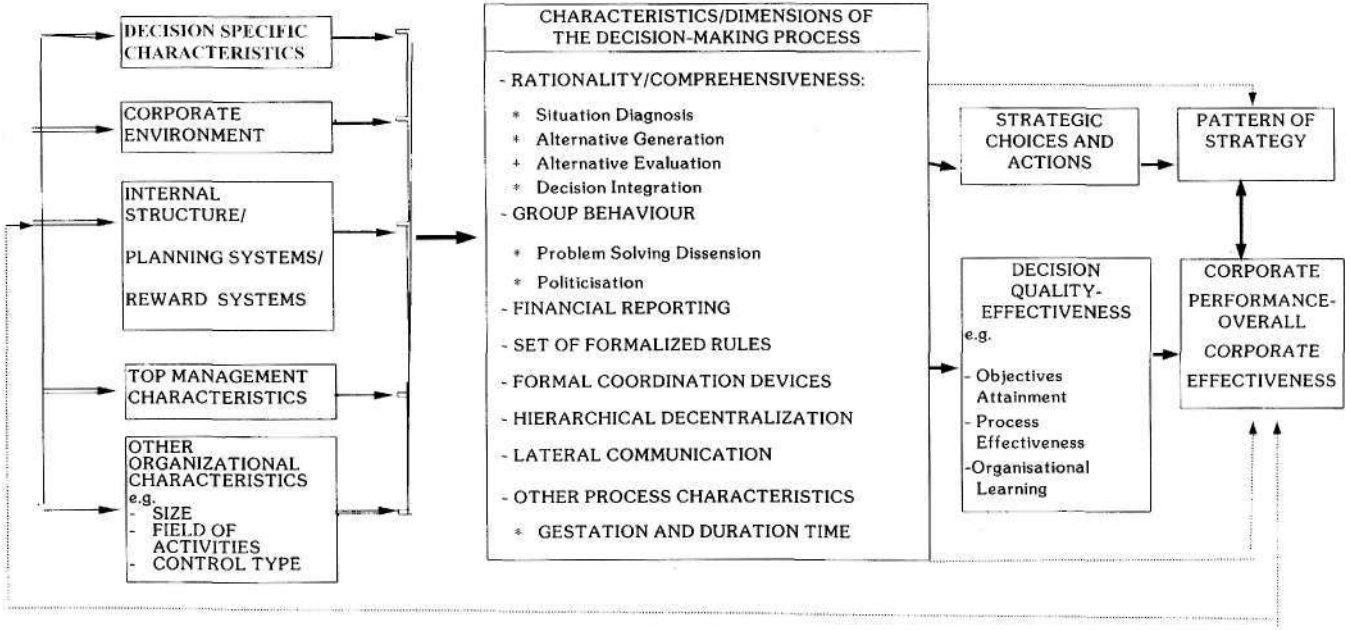 DECISION SPECIFIC
CHARACTERISTICS
CORPORATE
ENVIRONMENT
INTERNAL
STRUCTURE/
PLANNING SYSTEMS/
REWARD SYSTEMS
TOP MANAGEMENT
CHARACTERISTICS
OTHER
ORGANIZATIONAL
CHARACTERISTICS
e.g.
- SIZE
- FIELD OF
ACTIVITIES
- CONTROL TYPE
CHARACTERISTICS/DIMENSIONS OF
THE DECISION-MAKING PROCESS
- RATIONALITY/COMPREHENSIVENESS:
* Situation Diagnosis
* Alternative Generation
+ Alternative Evaluation
* Decision Integration
- GROUP BEHAVIOUR
* Problem Solving Dissension
* Politicisation
- FINANCIAL REPORTING
- SET OF FORMALIZED RULES
- FORMAL COORDINATION DEVICES
- HIERARCHICAL DECENTRALIZATION
- LATERAL COMMUNICATION
- OTHER PROCESS CHARACTERISTICS
* GESTATION AND DURATION TIME
STRATEGIC
CHOICES AND
ACTIONS
PATTERN OF
STRATEGY
DECISION
QUALITY-
EFFECTIVENESS
e.g.
- Objectives
Attainment
- Process
Effectiveness
-Organisational
Learning
CORPORATE
PERFORMANCE-
OVERALL
CORPORATE
EFFECTIVENESS